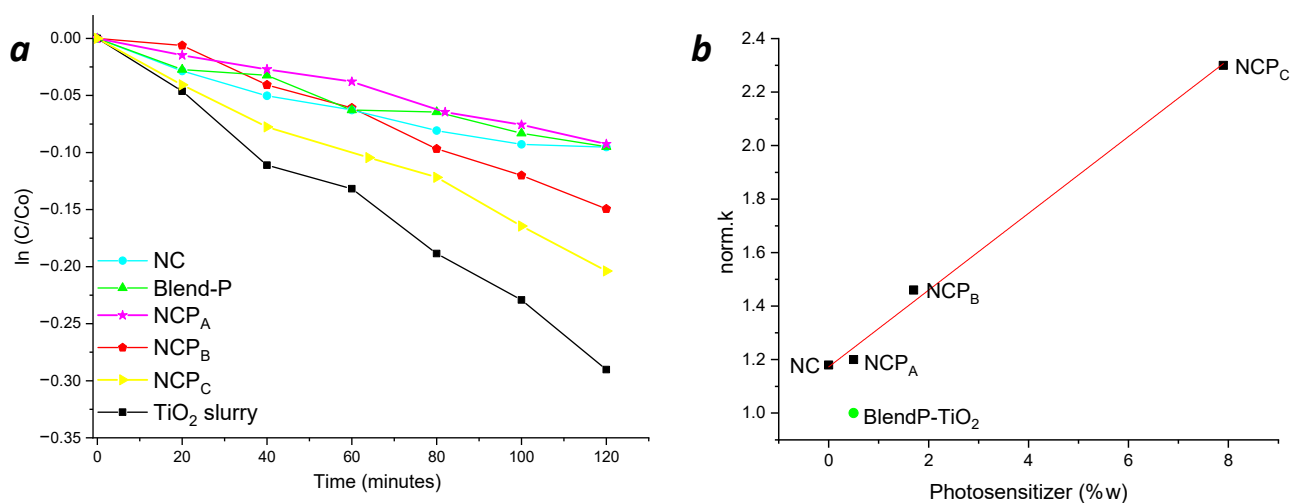 a
0.00
−0.05
−0.10
−0.15
−0.20
−0.25
−0.30
−0.35
ln (C/Co)
NC
Blend-P
NCP_A
NCP_B
NCP_C
TiO₂ slurry
0 20 40 60 80 100 120
Time (minutes)
b
2.4
2.2
2.0
1.8
1.6
1.4
1.2
1.0
norm.k
NCP_C
NCP_B
NC
NCP_A
BlendP-TiO₂
0 2 4 6 8
Photosensitizer (%w)